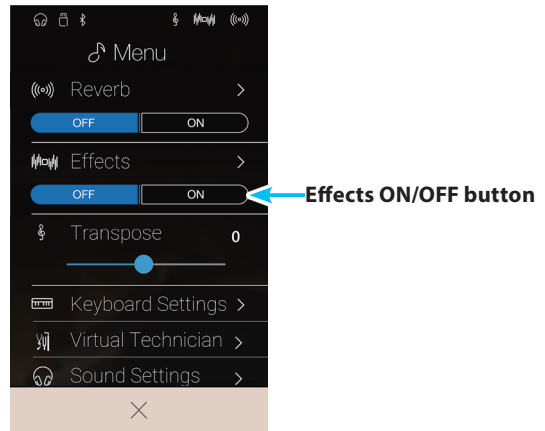 Menu
Reverb >
OFF ON
Effects >
OFF ON
Effects ON/OFF button
Transpose 0
Keyboard Settings >
Virtual Technician >
Sound Settings >